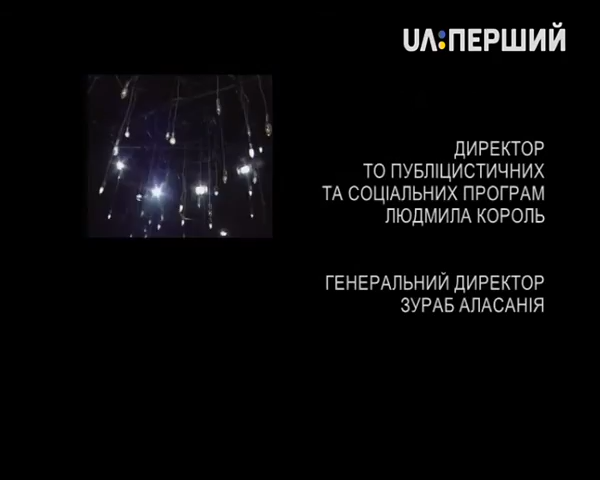 UA:ПЕРШИЙ
ДИРЕКТОР
ТО ПУБЛІЦИСТИЧНИХ
ТА СОЦІАЛЬНИХ ПРОГРАМ
ЛЮДМИЛА КОРОЛЬ
ГЕНЕРАЛЬНИЙ ДИРЕКТОР
ЗУРАБ АЛАСАНІЯ